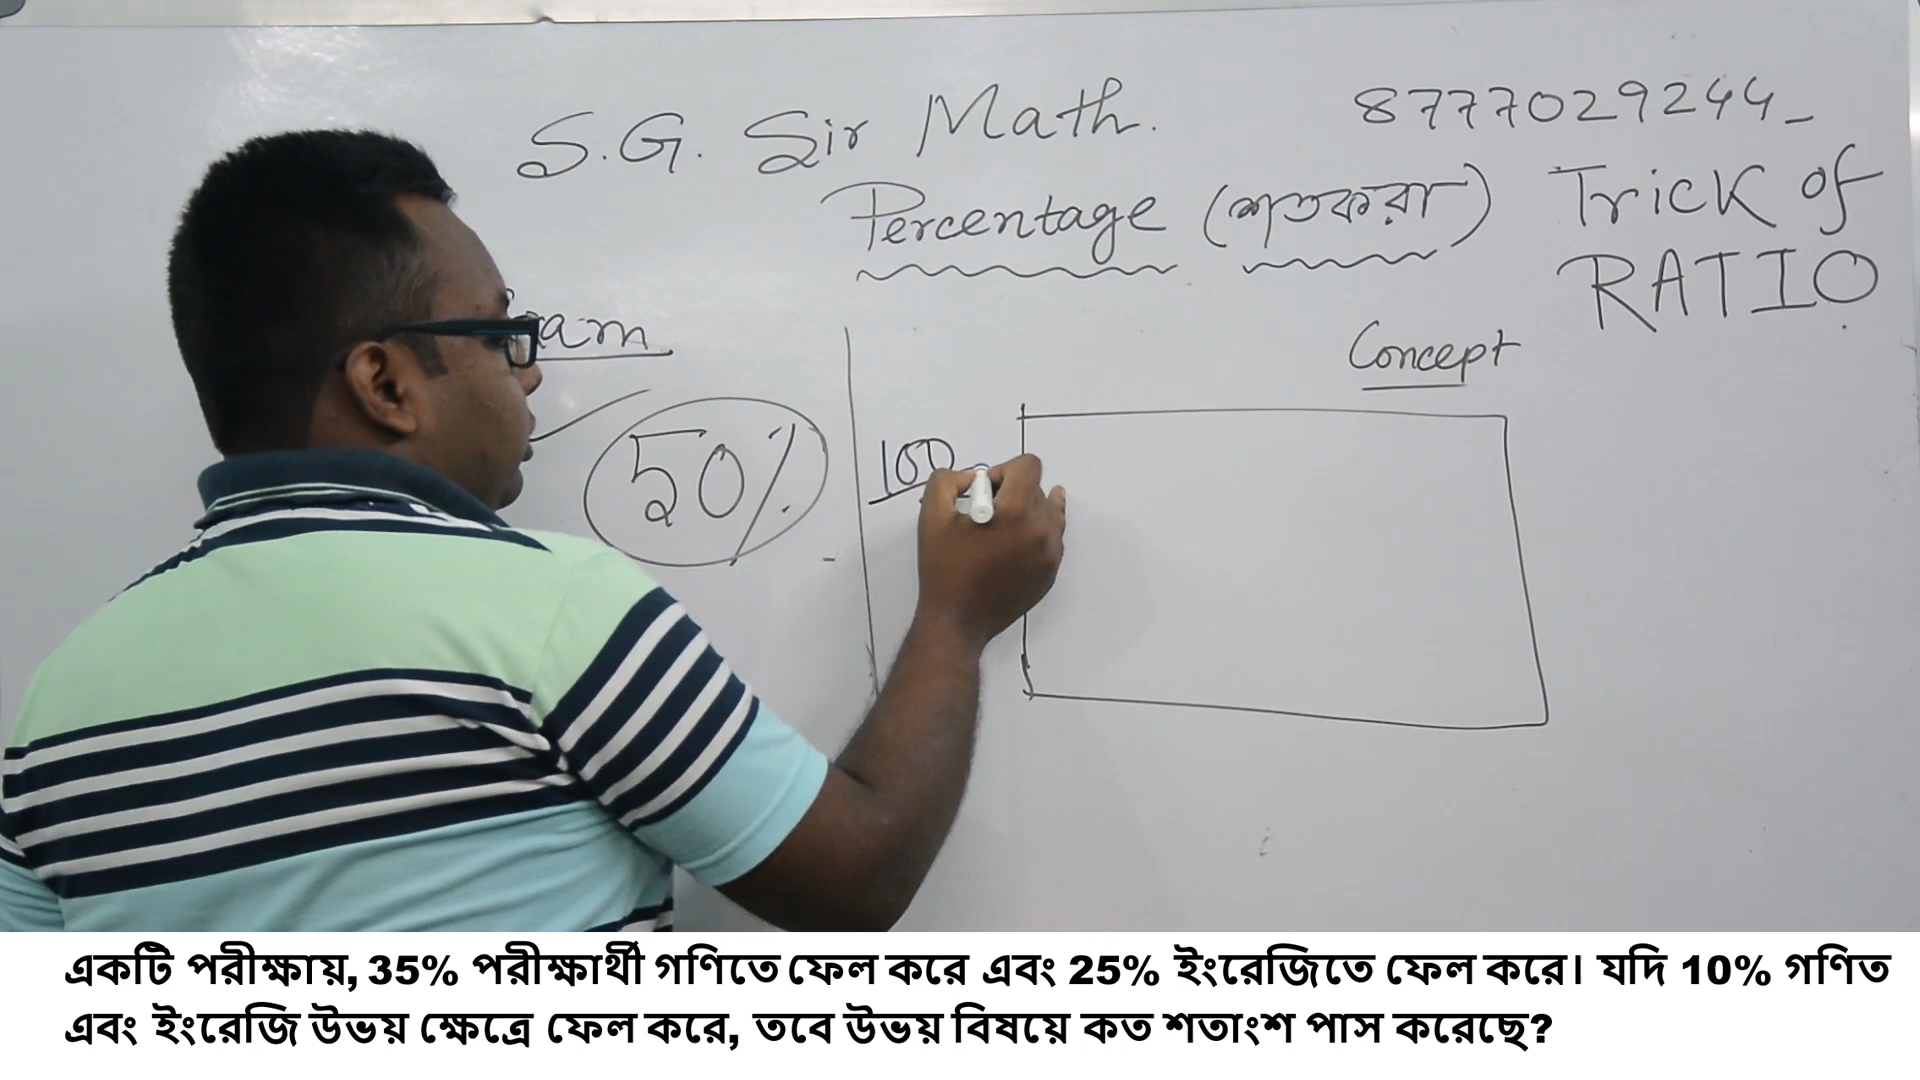 S.G. Sir Math.
8777029244
Percentage (শতকরা)
Trick of
RATIO
am
Concept
50%
100
একটি পরীক্ষায়, 35% পরীক্ষার্থী গণিতে ফেল করে এবং 25% ইংরেজিতে ফেল করে। যদি 10% গণিত
এবং ইংরেজি উভয় ক্ষেত্রে ফেল করে, তবে উভয় বিষয়ে কত শতাংশ পাস করেছে?